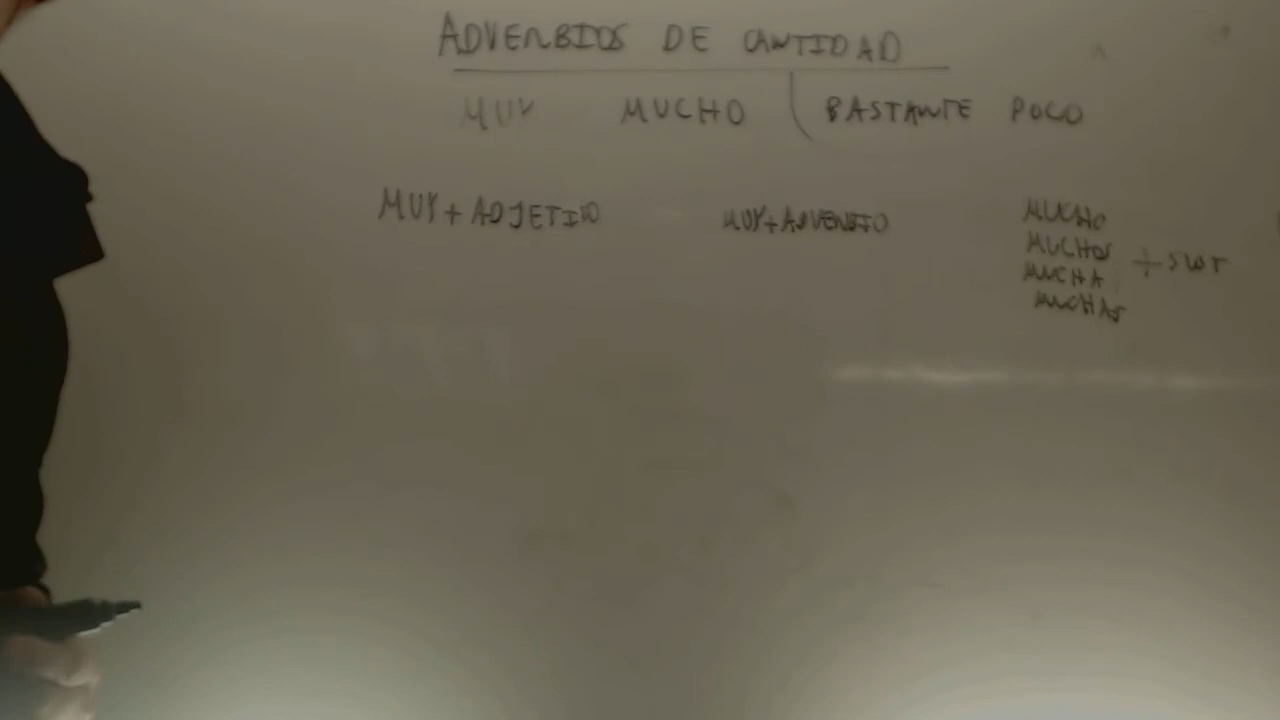 ADVERBIOS DE CANTIDAD
MUY MUCHO BASTANTE POCO
MUY + ADJETIVO MUY + ADVERBIO
MUCHO
MUCHOS
MUCHA
MUCHAS
+ SUST